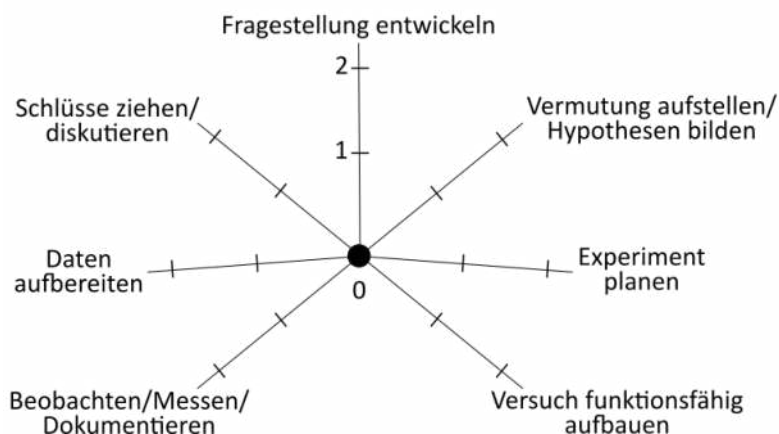 Fragestellung entwickeln
2
1
0
Schlüsse ziehen/
diskutieren
Vermutung aufstellen/
Hypothesen bilden
Daten
aufbereiten
Experiment
planen
Beobachten/Messen/
Dokumentieren
Versuch funktionsfähig
aufbauen